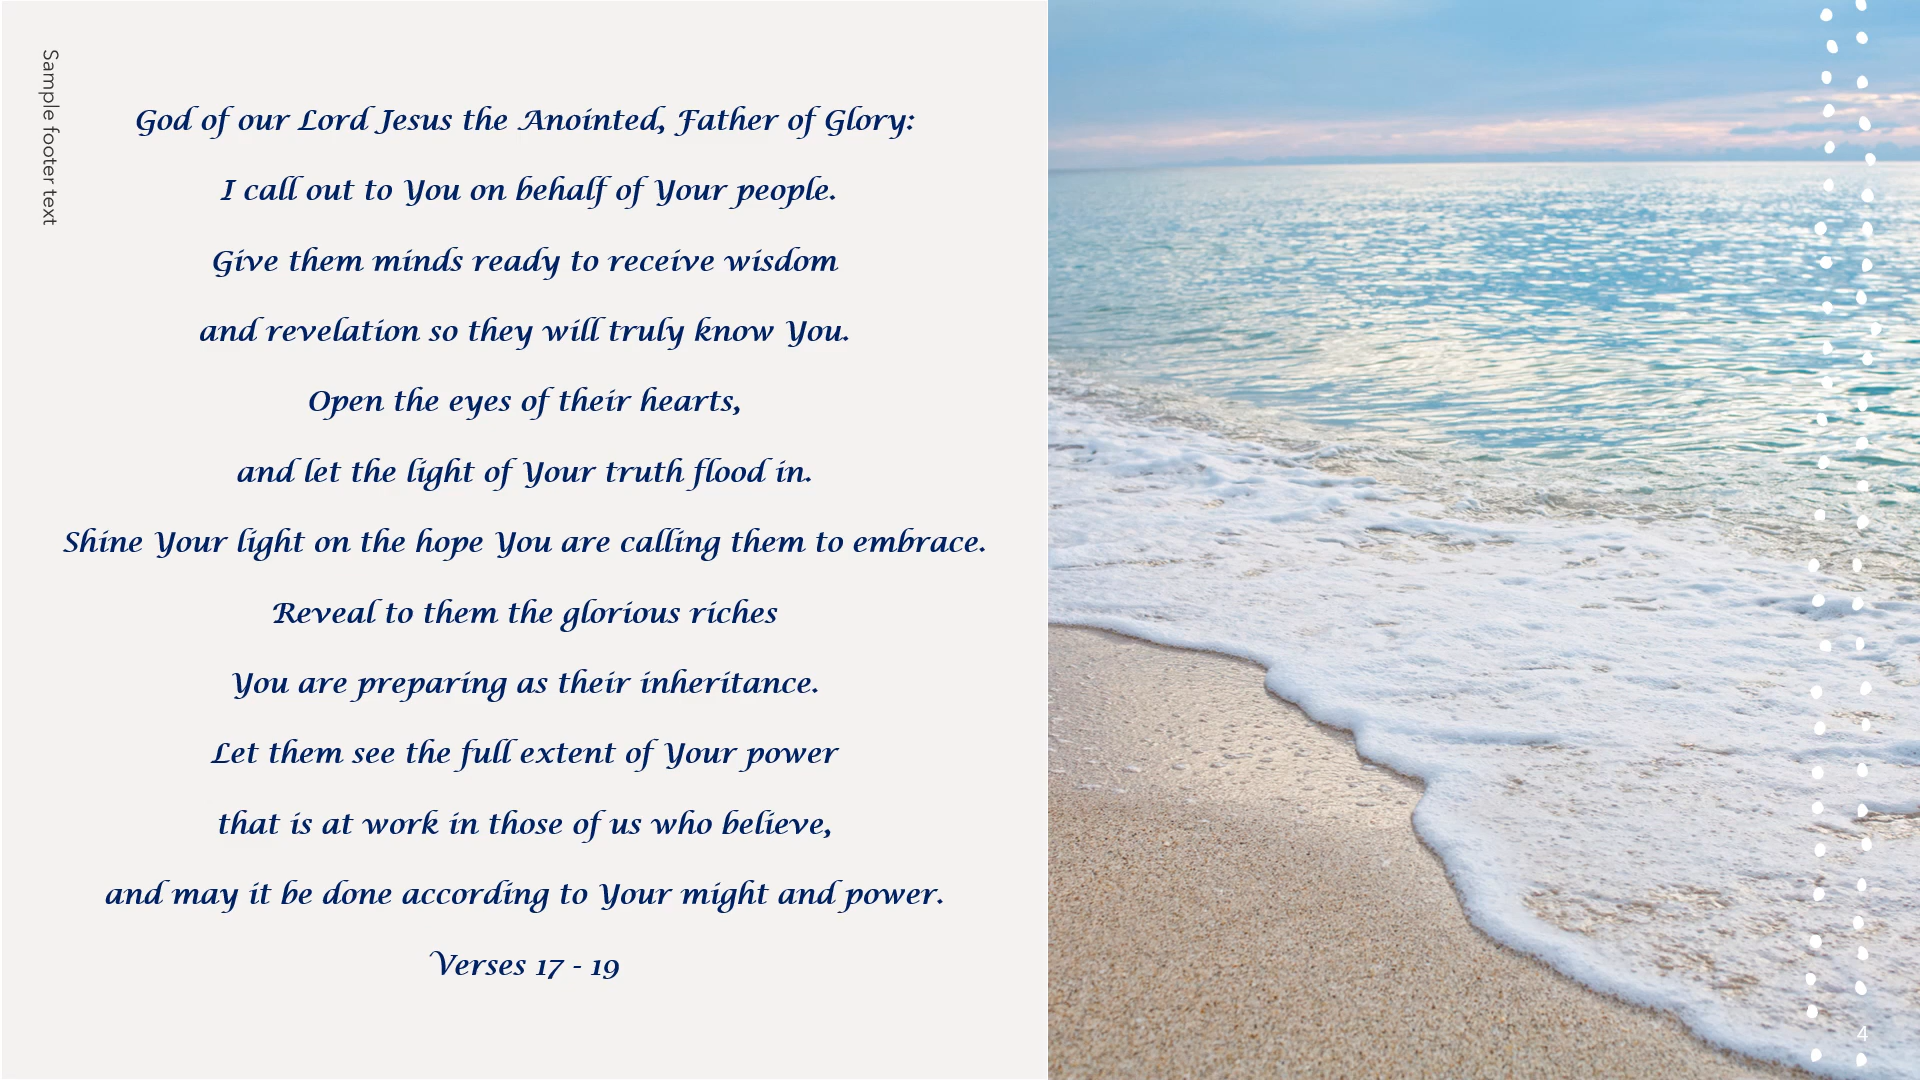 Sample footer text
God of our Lord Jesus the Anointed, Father of Glory:
I call out to You on behalf of Your people.
Give them minds ready to receive wisdom
and revelation so they will truly know You.
Open the eyes of their hearts,
and let the light of Your truth flood in.
Shine Your light on the hope You are calling them to embrace.
Reveal to them the glorious riches
You are preparing as their inheritance.
Let them see the full extent of Your power
that is at work in those of us who believe,
and may it be done according to Your might and power.
Verses 17 - 19
4